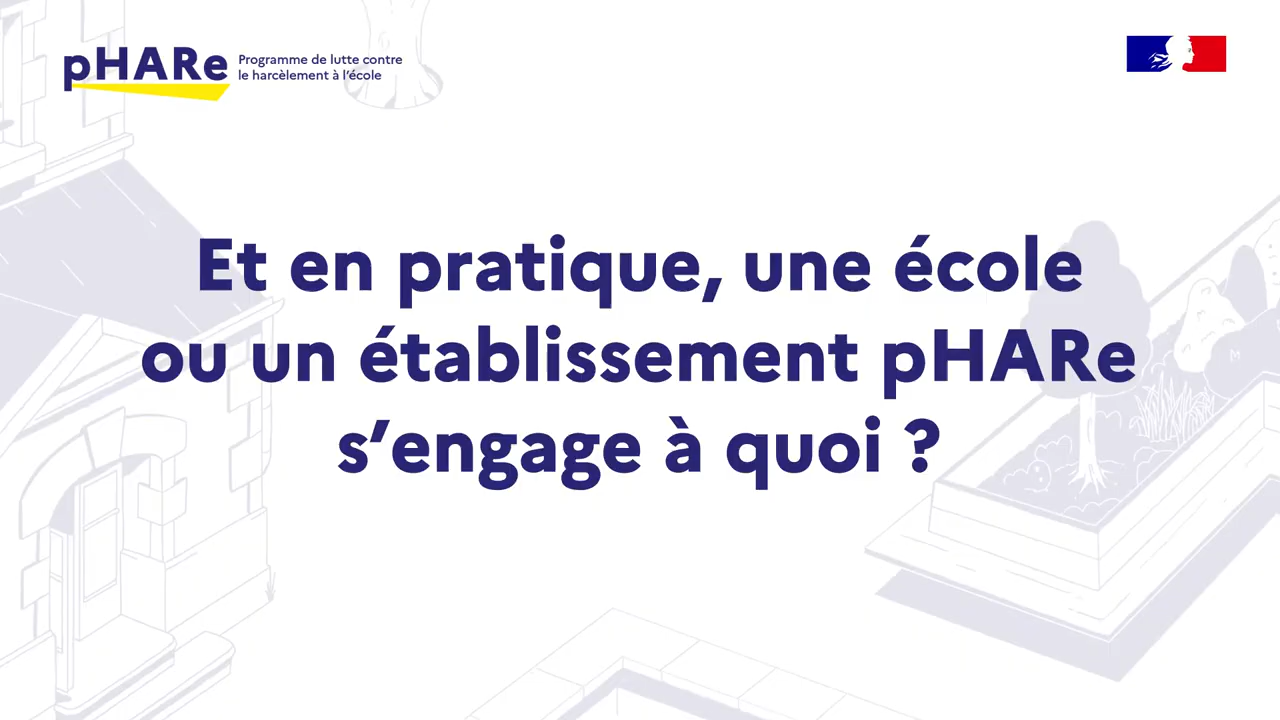 pHARe
Programme de lutte contre
le harcèlement à l’école
Et en pratique, une école
ou un établissement pHARe
s’engage à quoi ?